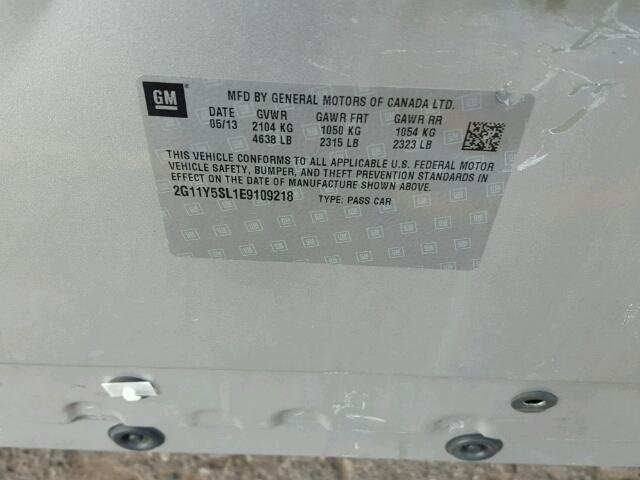 GM
MFD BY GENERAL MOTORS OF CANADA LTD.
DATE GVWR GAWR FRT GAWR RR
05/13 2104 KG 1050 KG 1054 KG
4638 LB 2315 LB 2323 LB
THIS VEHICLE CONFORMS TO ALL APPLICABLE U.S. FEDERAL MOTOR
VEHICLE SAFETY, BUMPER, AND THEFT PREVENTION STANDARDS IN
EFFECT ON THE DATE OF MANUFACTURE SHOWN ABOVE.
2G11Y5SL1E9109218 TYPE: PASS CAR